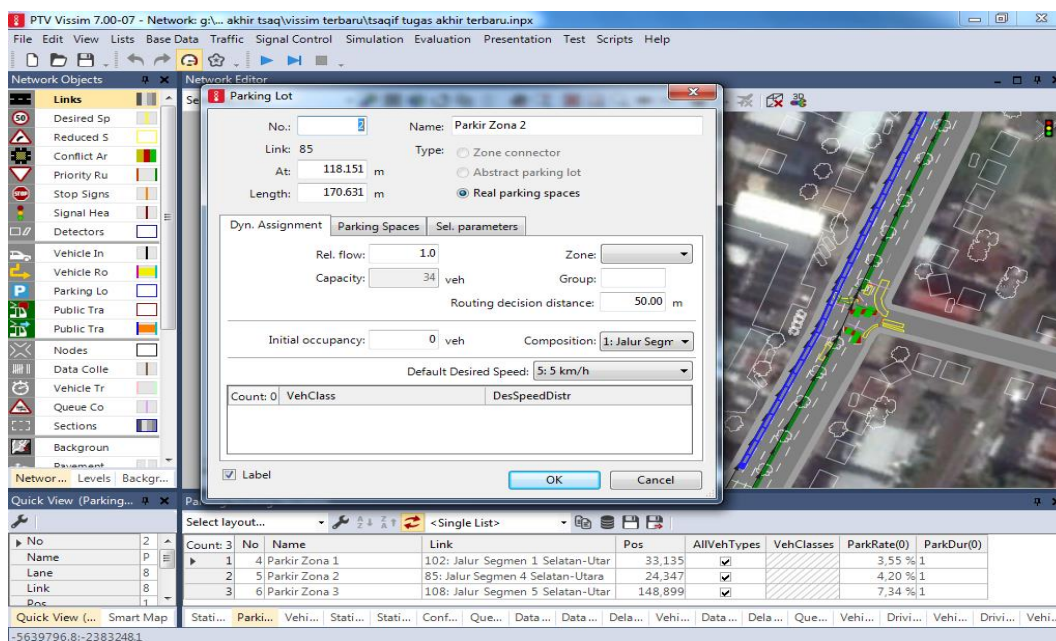 PTV Vissim 7.00-07 - Network: g:\... akhir tsaq\vissim terbaru\tsaqif tugas akhir terbaru.inpx
File Edit View Lists Base Data Traffic Signal Control Simulation Evaluation Presentation Test Scripts Help
Network Objects
Network Editor
Links
Desired Sp
Reduced S
Conflict Ar
Priority Ru
Stop Signs
Signal Hea
Detectors
Vehicle In
Vehicle Ro
Parking Lo
Public Tra
Public Tra
Nodes
Data Colle
Vehicle Tr
Queue Co
Sections
Backgroun
Pavement
Networ... Levels Backgr...
Parking Lot
No.: 2 Name: Parkir Zona 2
Link: 85 Type: Zone connector
At: 118.151 m Abstract parking lot
Length: 170.631 m Real parking spaces
Dyn. Assignment Parking Spaces Sel. parameters
Rel. flow: 1.0 Zone:
Capacity: 34 veh Group:
Routing decision distance: 50.00 m
Initial occupancy: 0 veh Composition: 1: Jalur Segm
Default Desired Speed: 5: 5 km/h
Count: 0 VehClass DesSpeedDistr
Label OK Cancel
Quick View (Parking...
No 2
Name P
Lane 8
Link 8
Pos 1
Quick View (... Smart Map
Select layout... <Single List>
Count: 3 No Name Link Pos AllVehTypes VehClasses ParkRate(0) ParkDur(0)
1 4 Parkir Zona 1 102: Jalur Segmen 1 Selatan-Utar 33,135 3,55 % 1
2 5 Parkir Zona 2 85: Jalur Segmen 4 Selatan-Utara 24,347 4,20 % 1
3 6 Parkir Zona 3 108: Jalur Segmen 5 Selatan-Utar 148,899 7,34 % 1
Stati... Parki... Vehi... Stati... Stati... Conf... Que... Data ... Data ... Dela... Vehi... Data ... Dela... Que... Vehi... Drivi... Vehi... Drivi... Vehi...
-5639796.8:-2383248.1